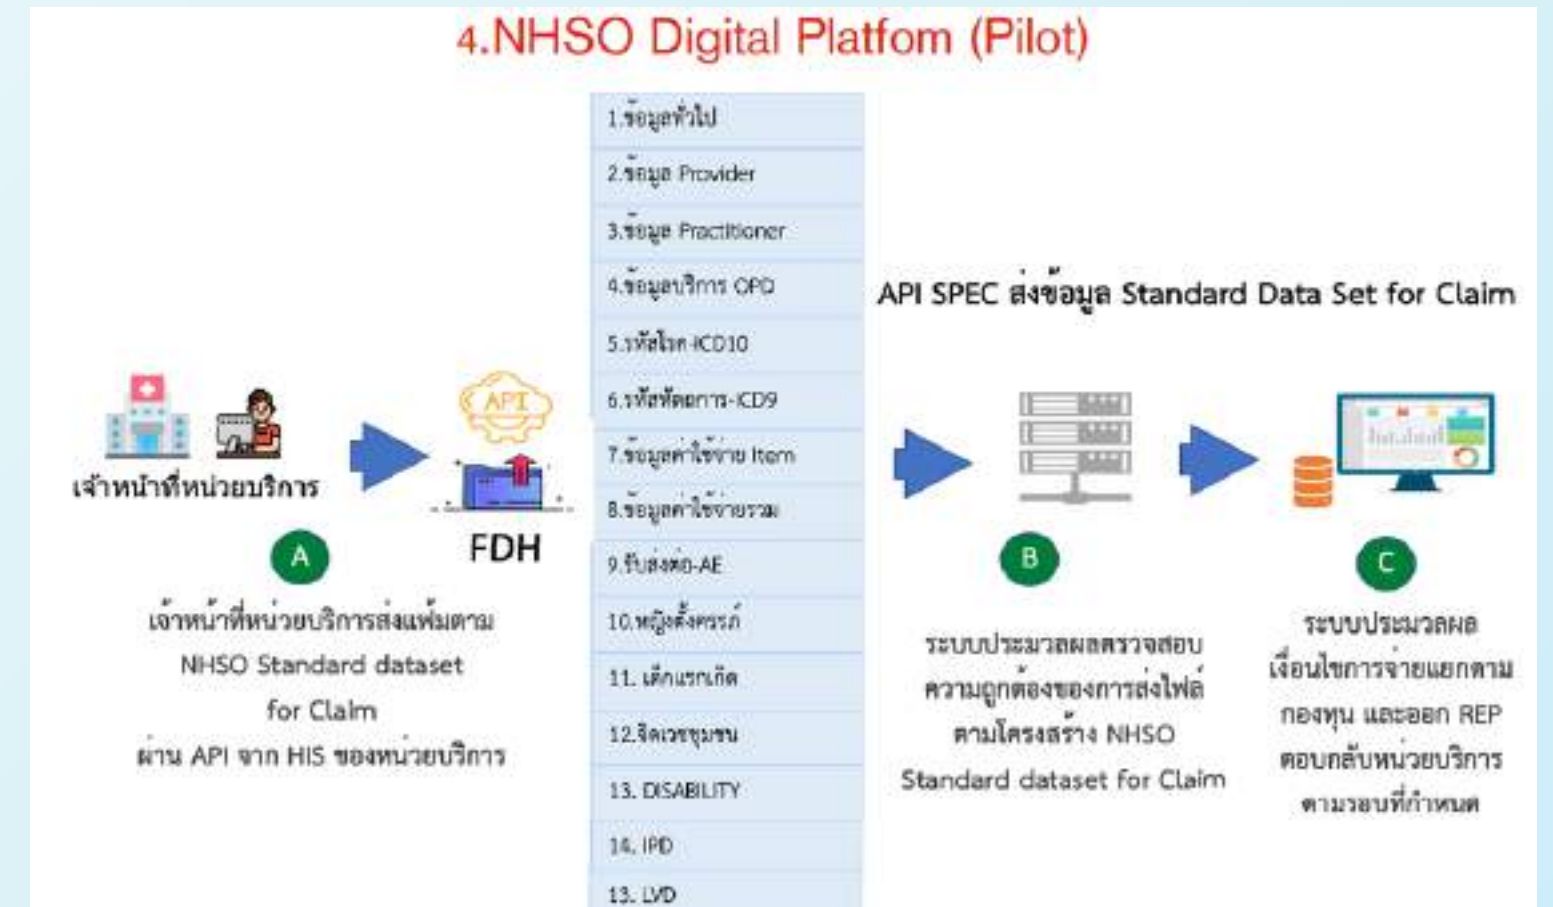 4.NHSO Digital Platfom (Pilot)
1.ข้อมูลทั่วไป
2.ข้อมูล Provider
3.ข้อมูล Practitioner
4.ข้อมูลบริการ OPD
5.รหัสโรค-ICD10
6.รหัสหัตถการ-ICD9
7.ข้อมูลค่าใช้จ่าย Item
8.ข้อมูลค่าใช้จ่ายรวม
9.รับส่งต่อ-AE
10.หญิงตั้งครรภ์
11. เด็กแรกเกิด
12.จิตเวชชุมชน
13. DISABILITY
14. IPD
13. LVD
API SPEC ส่งข้อมูล Standard Data Set for Claim
เจ้าหน้าที่หน่วยบริการ
API
FDH
A
เจ้าหน้าที่หน่วยบริการส่งแฟ้มตาม
NHSO Standard dataset
for Claim
ผ่าน API จาก HIS ของหน่วยบริการ
B
ระบบประมวลผลตรวจสอบ
ความถูกต้องของการส่งไฟล์
ตามโครงสร้าง NHSO
Standard dataset for Claim
C
ระบบประมวลผล
เงื่อนไขการจ่ายแยกตาม
กองทุน และออก REP
ตอบกลับหน่วยบริการ
ตามรอบที่กำหนด